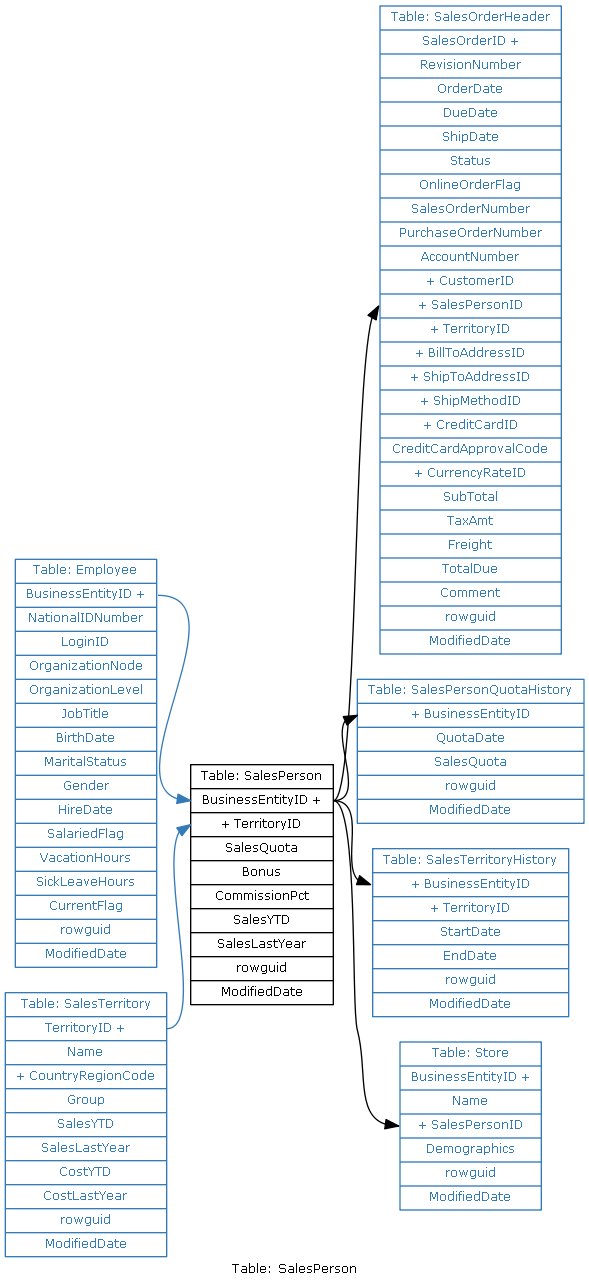 Table: SalesOrderHeader
SalesOrderID +
RevisionNumber
OrderDate
DueDate
ShipDate
Status
OnlineOrderFlag
SalesOrderNumber
PurchaseOrderNumber
AccountNumber
+ CustomerID
+ SalesPersonID
+ TerritoryID
+ BillToAddressID
+ ShipToAddressID
+ ShipMethodID
+ CreditCardID
CreditCardApprovalCode
+ CurrencyRateID
SubTotal
TaxAmt
Freight
TotalDue
Comment
rowguid
ModifiedDate
Table: Employee
BusinessEntityID +
NationalIDNumber
LoginID
OrganizationNode
OrganizationLevel
JobTitle
BirthDate
MaritalStatus
Gender
HireDate
SalariedFlag
VacationHours
SickLeaveHours
CurrentFlag
rowguid
ModifiedDate
Table: SalesPersonQuotaHistory
+ BusinessEntityID
QuotaDate
SalesQuota
rowguid
ModifiedDate
Table: SalesPerson
BusinessEntityID +
+ TerritoryID
SalesQuota
Bonus
CommissionPct
SalesYTD
SalesLastYear
rowguid
ModifiedDate
Table: SalesTerritoryHistory
+ BusinessEntityID
+ TerritoryID
StartDate
EndDate
rowguid
ModifiedDate
Table: SalesTerritory
TerritoryID +
Name
+ CountryRegionCode
Group
SalesYTD
SalesLastYear
CostYTD
CostLastYear
rowguid
ModifiedDate
Table: Store
BusinessEntityID +
Name
+ SalesPersonID
Demographics
rowguid
ModifiedDate
Table: SalesPerson